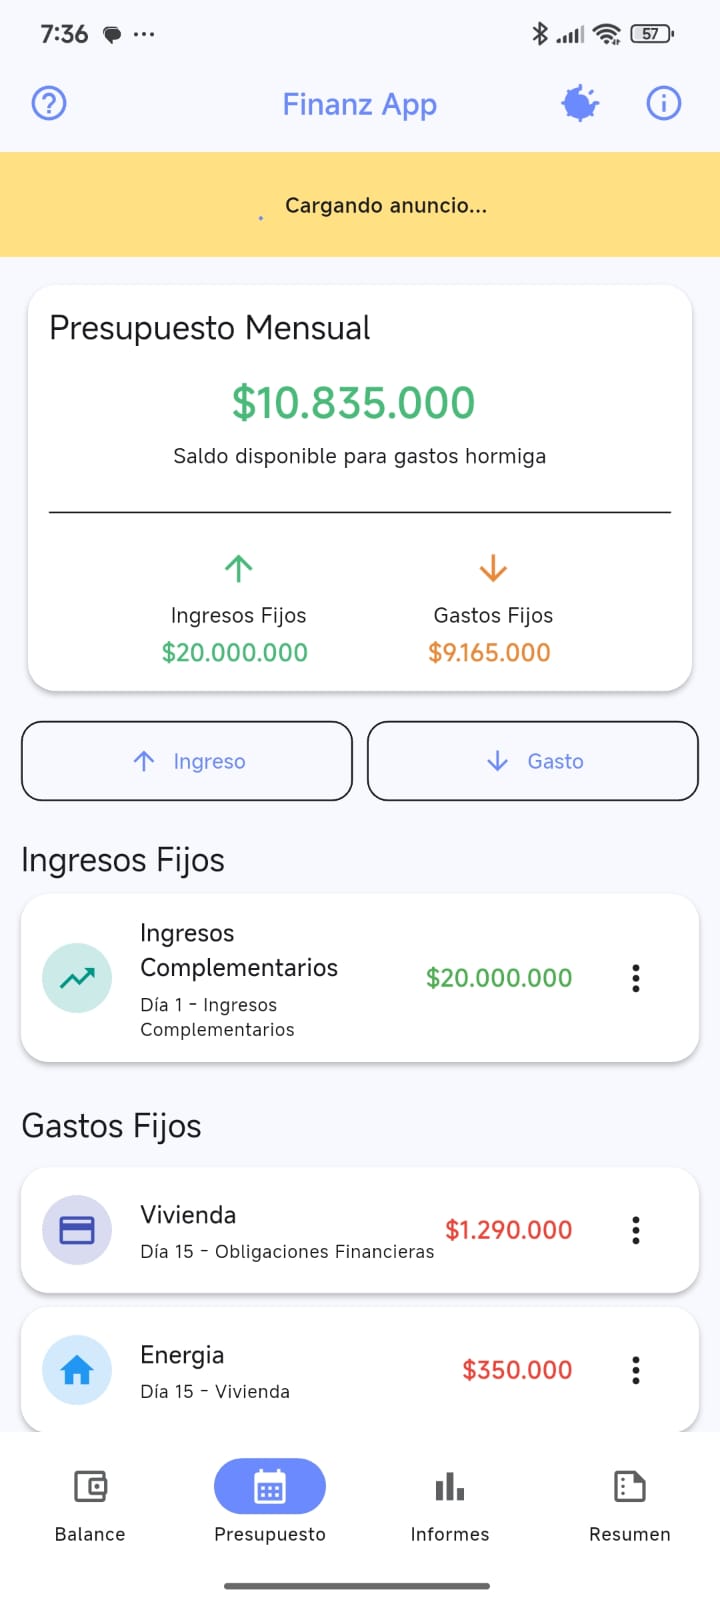 7:36
57
Finanz App
Cargando anuncio...
Presupuesto Mensual
$10.835.000
Saldo disponible para gastos hormiga
Ingresos Fijos
$20.000.000
Gastos Fijos
$9.165.000
Ingreso
Gasto
Ingresos Fijos
Ingresos
Complementarios
Día 1 - Ingresos
Complementarios
$20.000.000
Gastos Fijos
Vivienda
Día 15 - Obligaciones Financieras
$1.290.000
Energia
Día 15 - Vivienda
$350.000
Balance
Presupuesto
Informes
Resumen